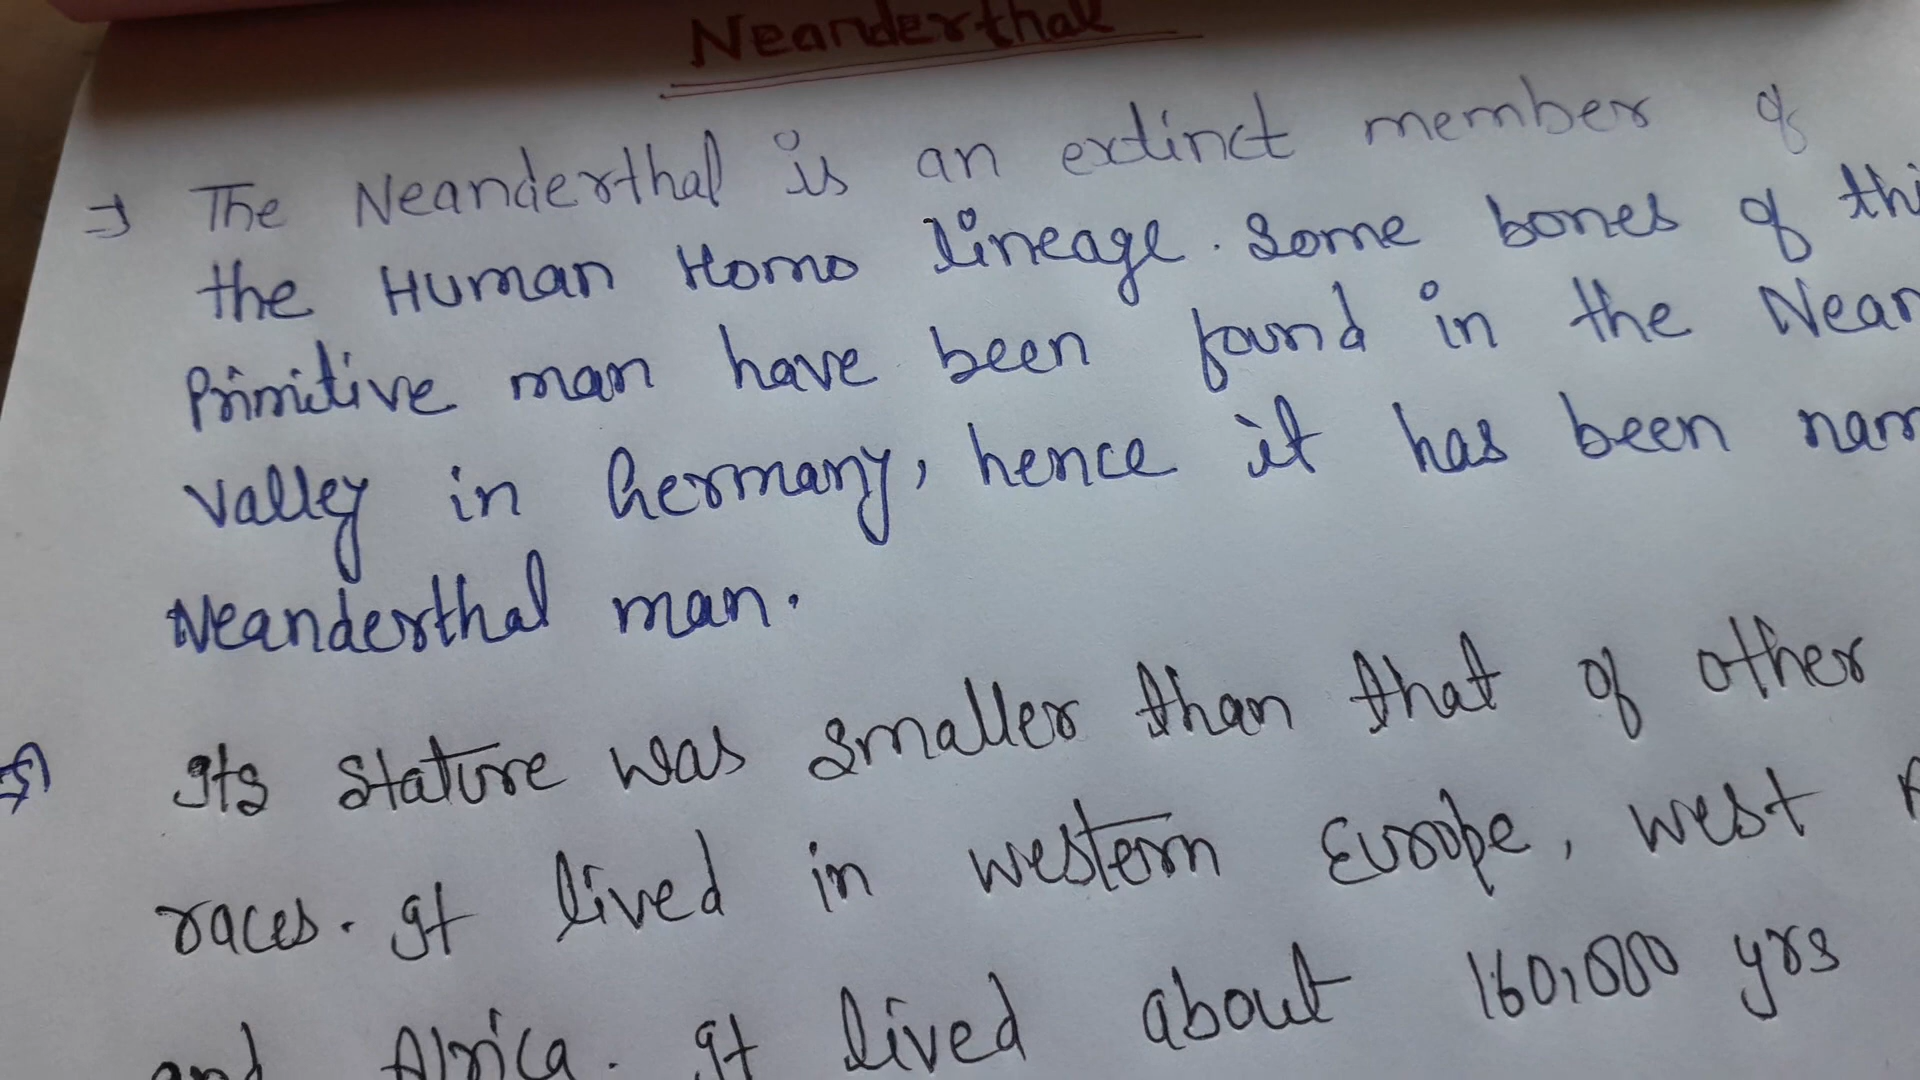 Neanderthal
⇒ The Neanderthal is an extinct member of
the Human Homo lineage. Some bones of thi
Primitive man have been found in the Nean
valley in Germany, hence it has been nam
Neanderthal man.
⇒ Its stature was smaller than that of other
races. It lived in western Europe, west A
and Africa. It lived about 160,000 yrs